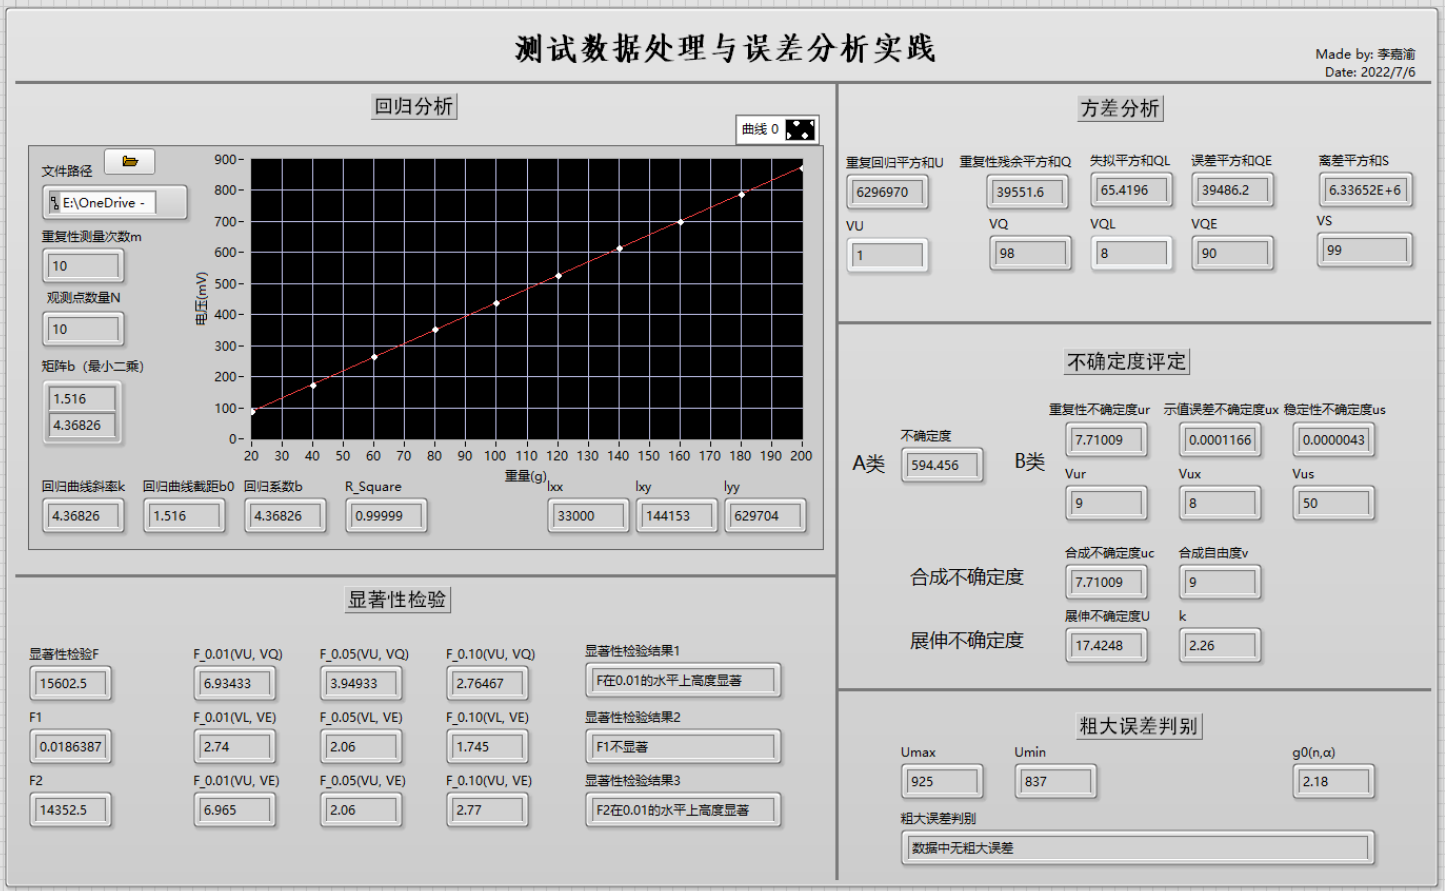 测试数据处理与误差分析实践
Made by: 李嘉渝
Date: 2022/7/6
回归分析
曲线 0
文件路径
E:\OneDrive -
重复性测量次数m
10
观测点数量N
10
矩阵b（最小二乘）
1.516
4.36826
电压(mV)
900
800
700
600
500
400
300
200
100
0
20 30 40 50 60 70 80 90 100 110 120 130 140 150 160 170 180 190 200
重量(g)
回归曲线斜率k 回归曲线截距b0 回归系数b R_Square lxx lxy lyy
4.36826 1.516 4.36826 0.99999 33000 144153 629704
显著性检验
显著性检验F F_0.01(VU, VQ) F_0.05(VU, VQ) F_0.10(VU, VQ) 显著性检验结果1
15602.5 6.93433 3.94933 2.76467 F在0.01的水平上高度显著
F1 F_0.01(VL, VE) F_0.05(VL, VE) F_0.10(VL, VE) 显著性检验结果2
0.0186387 2.74 2.06 1.745 F1不显著
F2 F_0.01(VU, VE) F_0.05(VU, VE) F_0.10(VU, VE) 显著性检验结果3
14352.5 6.965 2.06 2.77 F2在0.01的水平上高度显著
方差分析
重复回归平方和U 重复性残余平方和Q 失拟平方和QL 误差平方和QE 离差平方和S
6296970 39551.6 65.4196 39486.2 6.33652E+6
VU VQ VQL VQE VS
1 98 8 90 99
不确定度评定
重复性不确定度ur 示值误差不确定度ux 稳定性不确定度us
不确定度
A类 594.456 B类 7.71009 0.0001166 0.0000043
Vur Vux Vus
9 8 50
合成不确定度uc 合成自由度v
合成不确定度 7.71009 9
展伸不确定度U k
展伸不确定度 17.4248 2.26
粗大误差判别
Umax Umin g0(n,α)
925 837 2.18
粗大误差判别
数据中无粗大误差